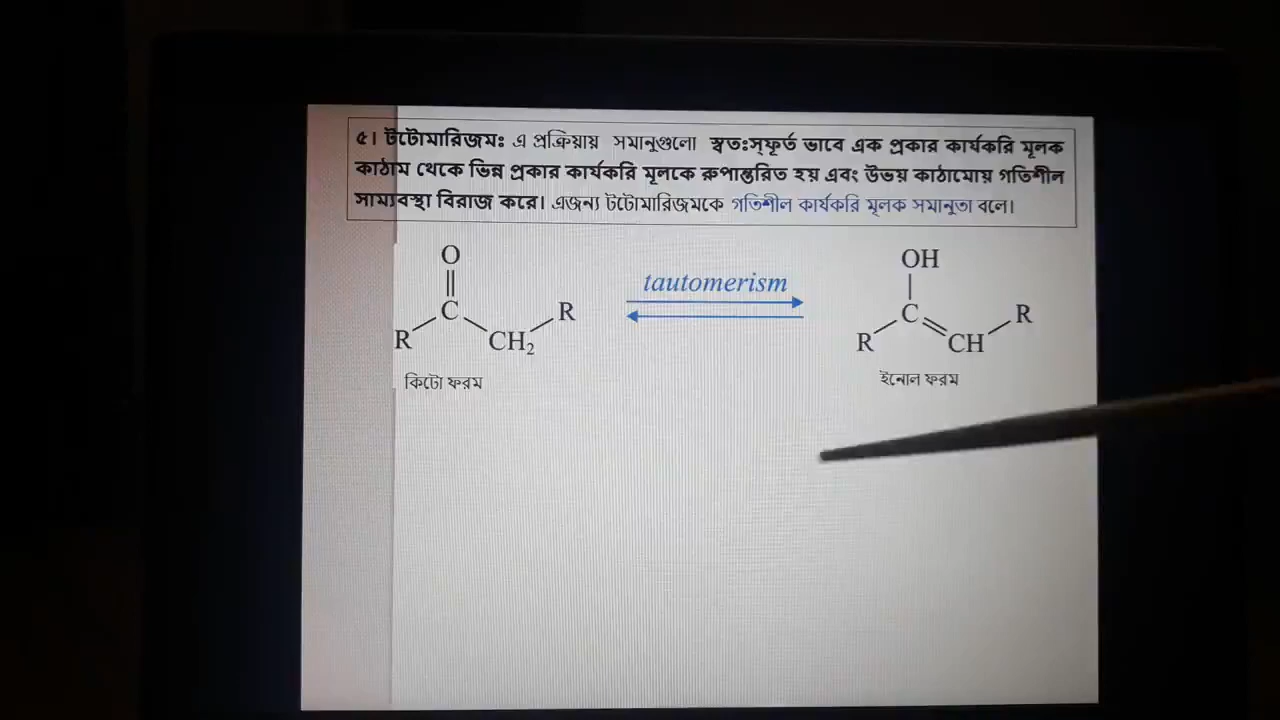 ৫। টটোমারিজমঃ এ প্রক্রিয়ায় সমানুগুলো স্বতঃস্ফূর্ত ভাবে এক প্রকার কার্যকরি মূলক
কাঠাম থেকে ভিন্ন প্রকার কার্যকরি মূলকে রুপান্তরিত হয় এবং উভয় কাঠামোয় গতিশীল
সাম্যবস্থা বিরাজ করে। এজন্য টটোমারিজমকে গতিশীল কার্যকরি মূলক সমানুতা বলে।
O
||
C
R
CH₂
R
কিটো ফরম
tautomerism
OH
|
C
R
CH
R
ইনোল ফরম